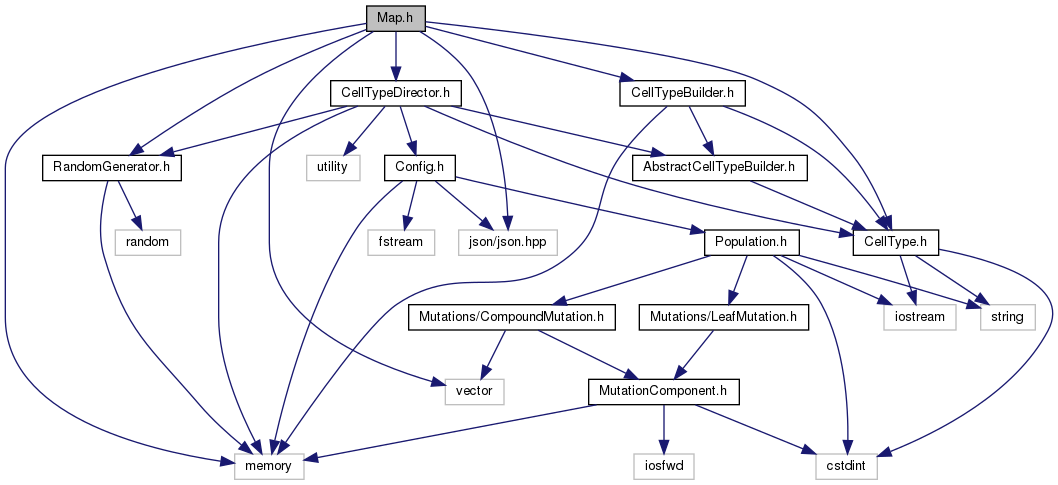 Map.h
CellTypeDirector.h
CellTypeBuilder.h
RandomGenerator.h
utility
Config.h
AbstractCellTypeBuilder.h
random
fstream
json/json.hpp
Population.h
CellType.h
Mutations/CompoundMutation.h
Mutations/LeafMutation.h
iostream
string
vector
MutationComponent.h
memory
iosfwd
cstdint